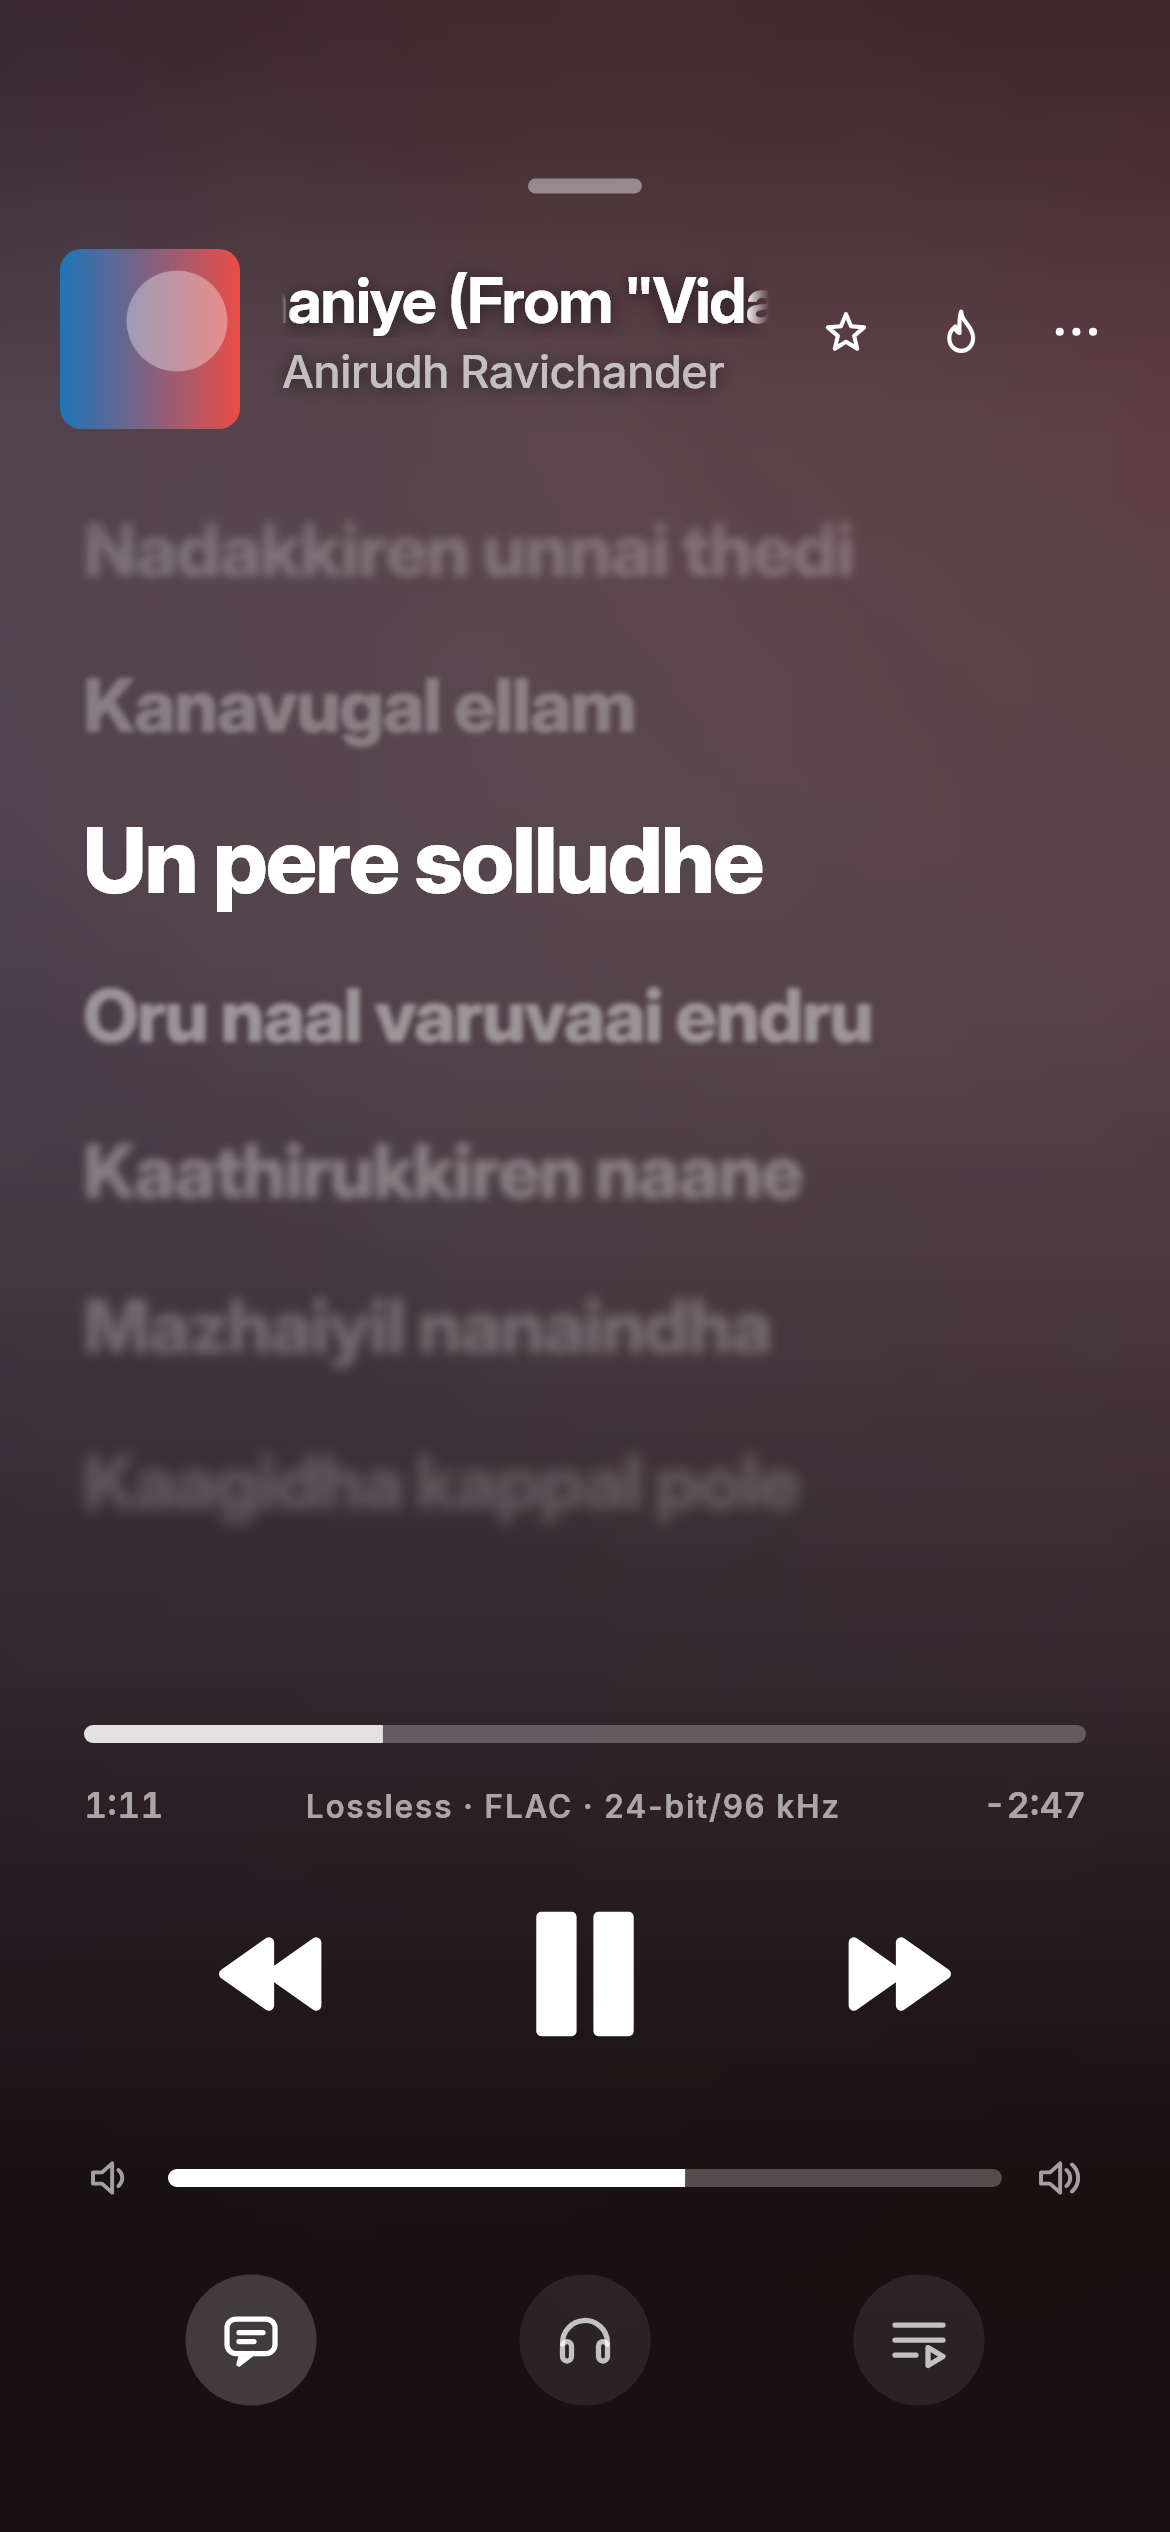 aniye (From "Vida
Anirudh Ravichander
Nadakkiren unnai thedi
Kanavugal ellam
Un pere solludhe
Oru naal varuvaai endru
Kaathirukkiren naane
Mazhaiyil nanaindha
Kaagidha kappal pole
1:11
Lossless · FLAC · 24-bit/96 kHz
-2:47